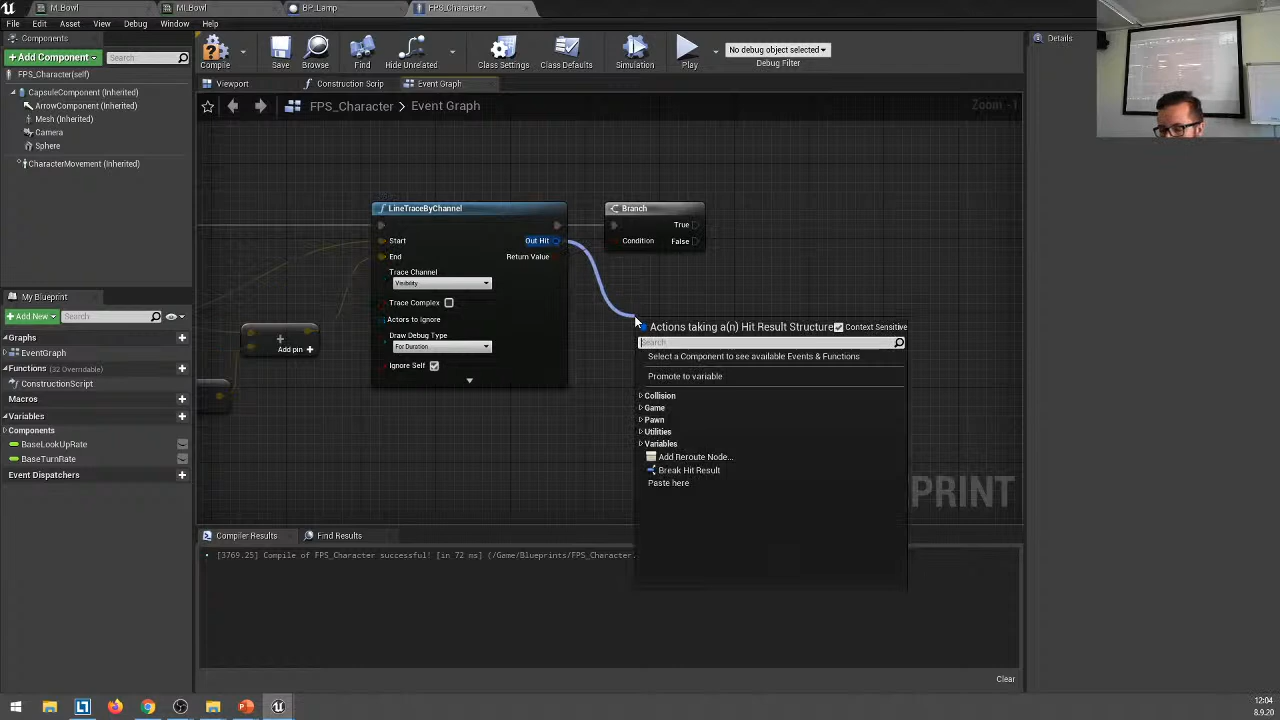 M.Bowl
MI.Bowl
BP_Lamp
FPS_Character*
File Edit Asset View Debug Window Help
Components
Add Component
Search
FPS_Character(self)
CapsuleComponent (Inherited)
ArrowComponent (Inherited)
Mesh (Inherited)
Camera
Sphere
CharacterMovement (Inherited)
Compile
Save
Browse
Find
Hide Unrelated
Class Settings
Class Defaults
Simulation
Play
No debug object selected
Debug Filter
Details
Viewport
Construction Scrip
Event Graph
FPS_Character > Event Graph
Zoom -1
LineTraceByChannel
Start
End
Out Hit
Return Value
Trace Channel
Visibility
Trace Complex
Actors to Ignore
Draw Debug Type
For Duration
Ignore Self
Add pin
Branch
Condition
True
False
Actions taking a(n) Hit Result Structure
Context Sensitive
Search
Select a Component to see available Events & Functions
Promote to variable
Collision
Game
Pawn
Utilities
Variables
Add Reroute Node...
Break Hit Result
Paste here
PRINT
My Blueprint
Add New
Search
Graphs
EventGraph
Functions (32 Overridable)
ConstructionScript
Macros
Variables
Components
BaseLookUpRate
BaseTurnRate
Event Dispatchers
Compiler Results
Find Results
[3769.25] Compile of FPS_Character successful! [in 72 ms] (/Game/Blueprints/FPS_Character.
Clear
12:04
8.9.20